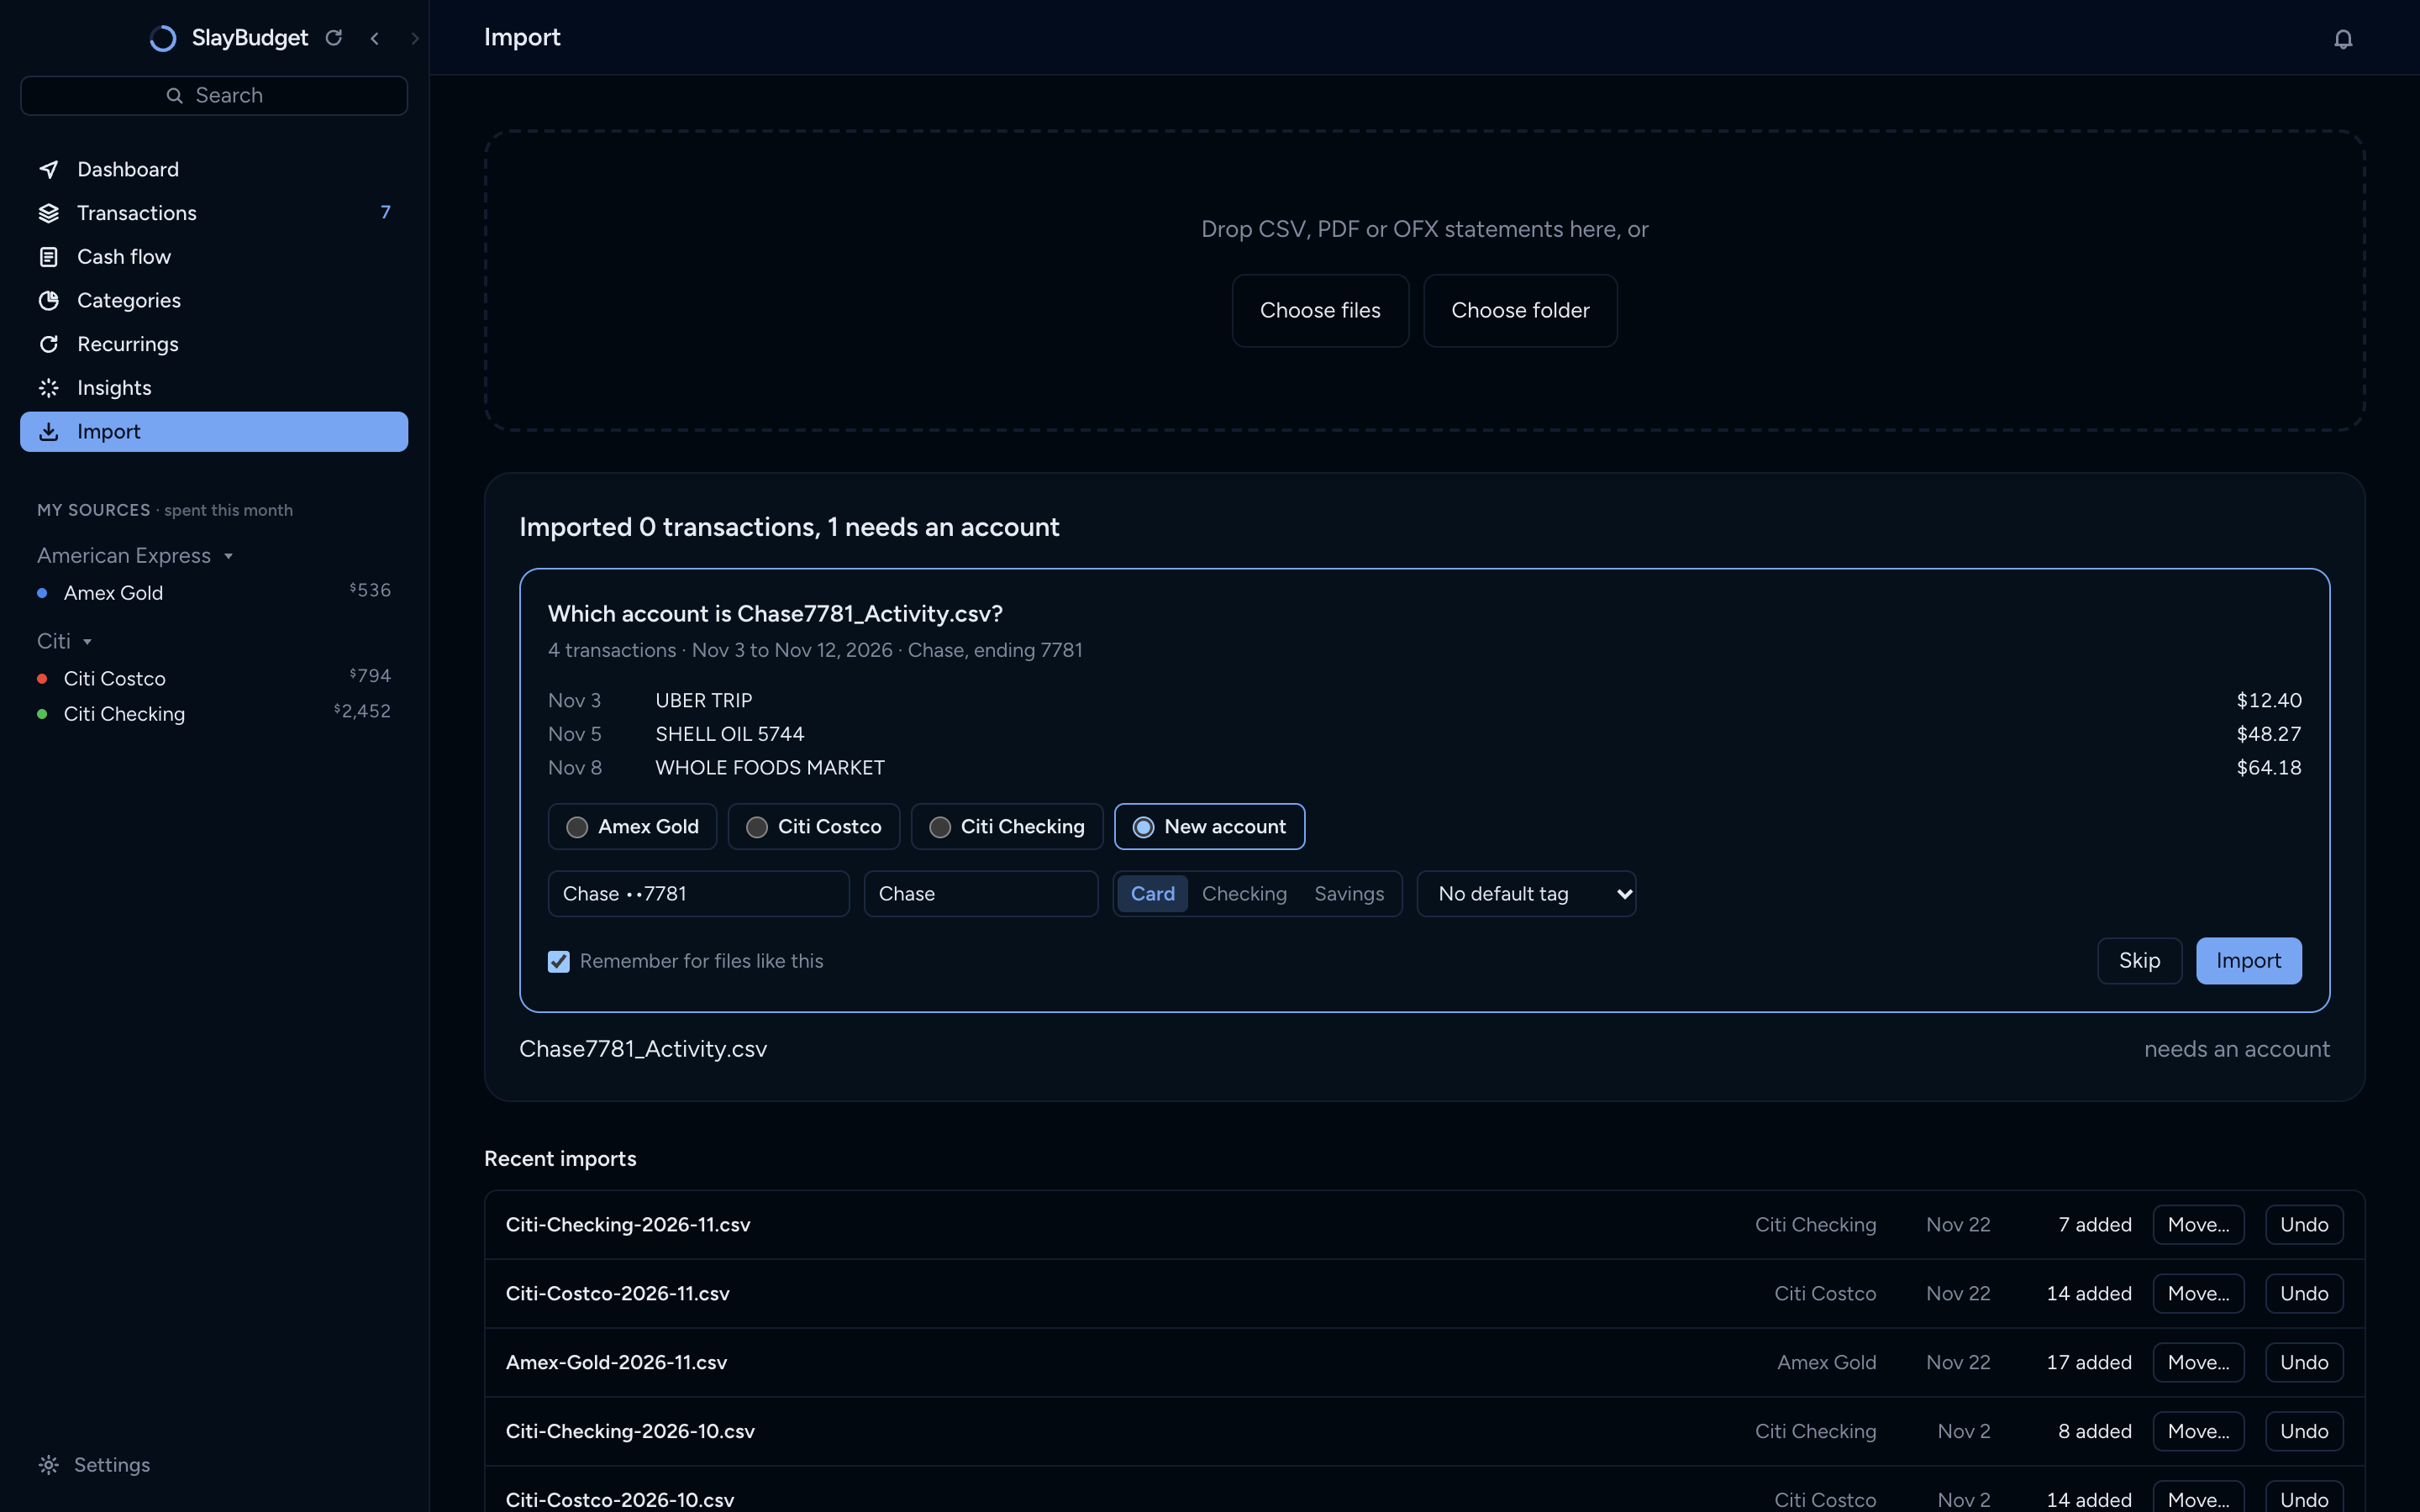 SlayBudget
Search
Dashboard
Transactions 7
Cash flow
Categories
Recurrings
Insights
Import
MY SOURCES · spent this month
American Express
Amex Gold $536
Citi
Citi Costco $794
Citi Checking $2,452
Settings
Import
Drop CSV, PDF or OFX statements here, or
Choose files Choose folder
Imported 0 transactions, 1 needs an account
Which account is Chase7781_Activity.csv?
4 transactions · Nov 3 to Nov 12, 2026 · Chase, ending 7781
Nov 3 UBER TRIP $12.40
Nov 5 SHELL OIL 5744 $48.27
Nov 8 WHOLE FOODS MARKET $64.18
Amex Gold Citi Costco Citi Checking New account
Chase ••7781 Chase Card Checking Savings No default tag
Remember for files like this Skip Import
Chase7781_Activity.csv needs an account
Recent imports
Citi-Checking-2026-11.csv Citi Checking Nov 22 7 added Move... Undo
Citi-Costco-2026-11.csv Citi Costco Nov 22 14 added Move... Undo
Amex-Gold-2026-11.csv Amex Gold Nov 22 17 added Move... Undo
Citi-Checking-2026-10.csv Citi Checking Nov 2 8 added Move... Undo
Citi-Costco-2026-10.csv Citi Costco Nov 2 14 added Move... Undo